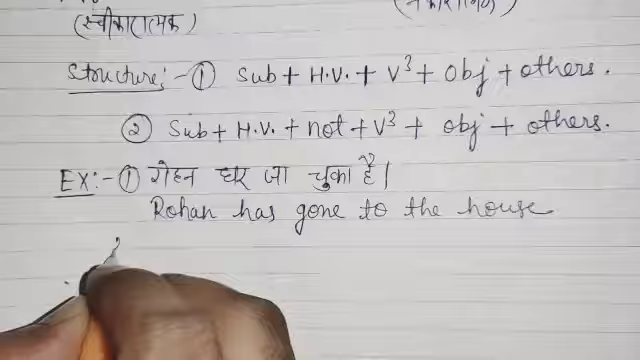 (स्वीकारात्मक)
Structure:- ① Sub + H.V. + V³ + Obj + others.
② Sub + H.V. + not + V³ + obj + others.
EX:- ① रोहन घर जा चुका है।
Rohan has gone to the house